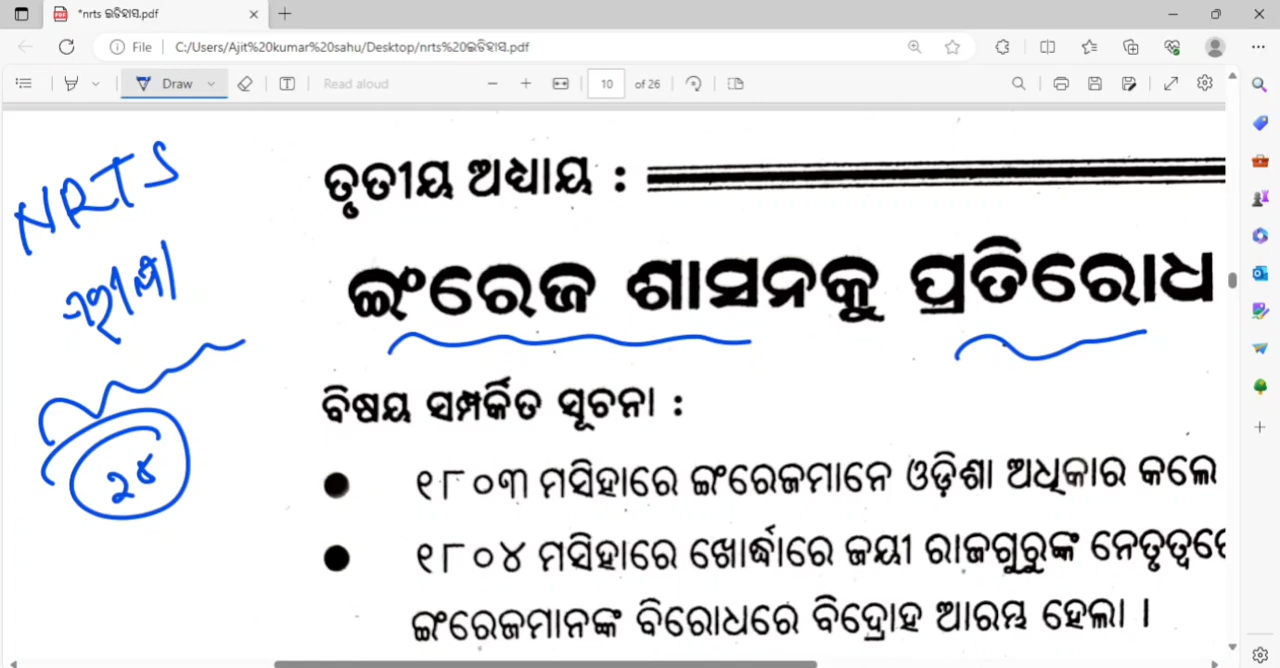 *nrts ଇତିହାସ.pdf
File C:/Users/Ajit%20kumar%20sahu/Desktop/nrts%20ଇତିହାସ.pdf
Draw Read aloud 10 of 26
NRTS
୨୪
ତୃତୀୟ ଅଧ୍ୟାୟ :
ଇଂରେଜ ଶାସନକୁ ପ୍ରତିରୋଧ
ବିଷୟ ସମ୍ପର୍କିତ ସୂଚନା :
● ୧୮୦୩ ମସିହାରେ ଇଂରେଜମାନେ ଓଡ଼ିଶା ଅଧିକାର କଲେ
● ୧୮୦୪ ମସିହାରେ ଖୋର୍ଦ୍ଧାରେ ଜୟୀ ରାଜଗୁରୁଙ୍କ ନେତୃତ୍ୱରେ
ଇଂରେଜମାନଙ୍କ ବିରୋଧରେ ବିଦ୍ରୋହ ଆରମ୍ଭ ହେଲା ।